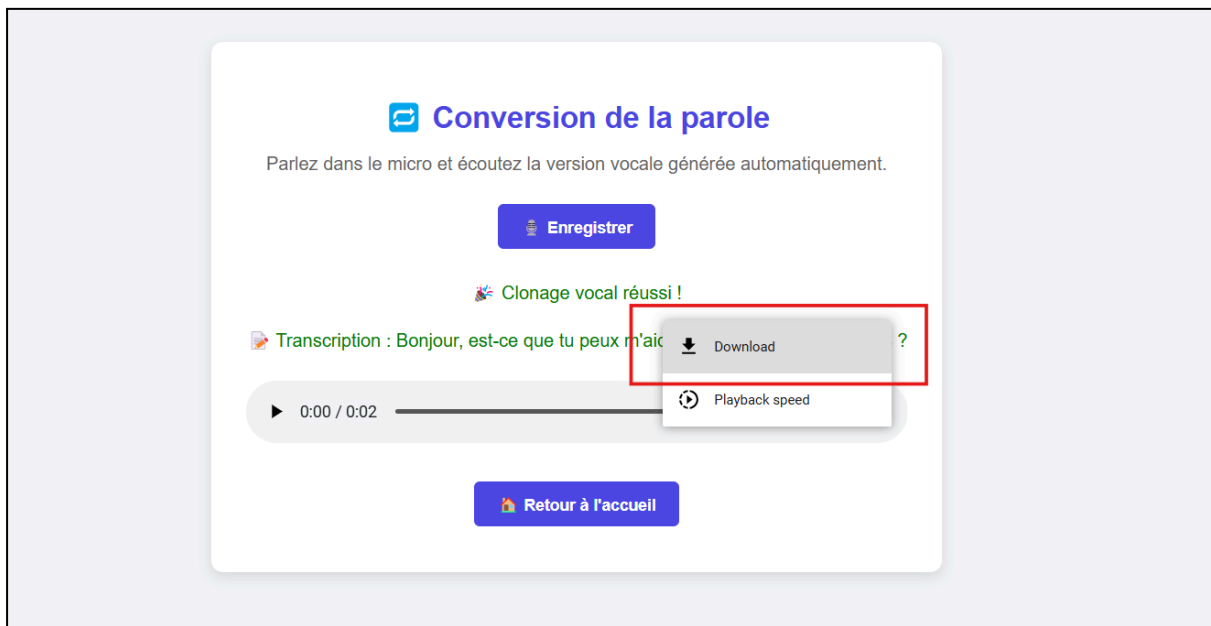 Conversion de la parole
Parlez dans le micro et écoutez la version vocale générée automatiquement.
Enregistrer
Clonage vocal réussi !
Transcription : Bonjour, est-ce que tu peux ?
Download
Playback speed
0:00 / 0:02
Retour à l'accueil